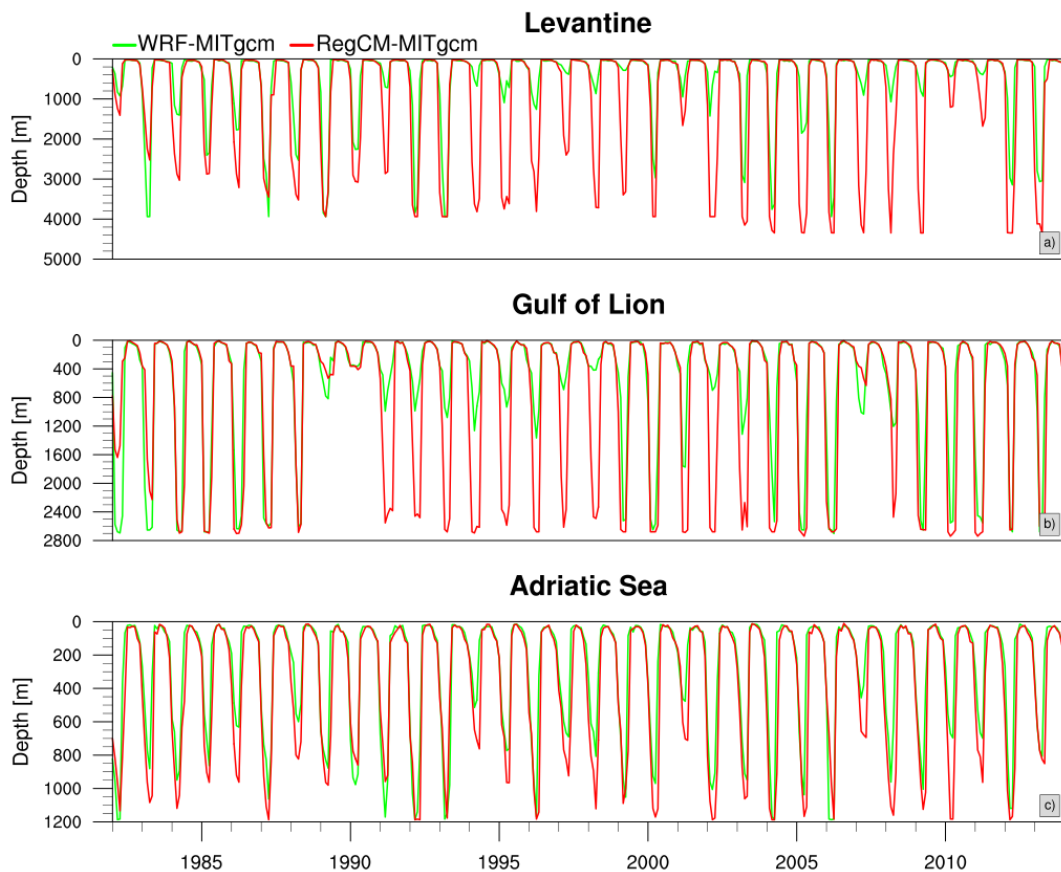 Levantine
WRF-MITgcm RegCM-MITgcm
0
1000
2000
3000
4000
5000
Depth [m]
a)
Gulf of Lion
0
400
800
1200
1600
2000
2400
2800
Depth [m]
b)
Adriatic Sea
0
200
400
600
800
1000
1200
Depth [m]
c)
1985 1990 1995 2000 2005 2010